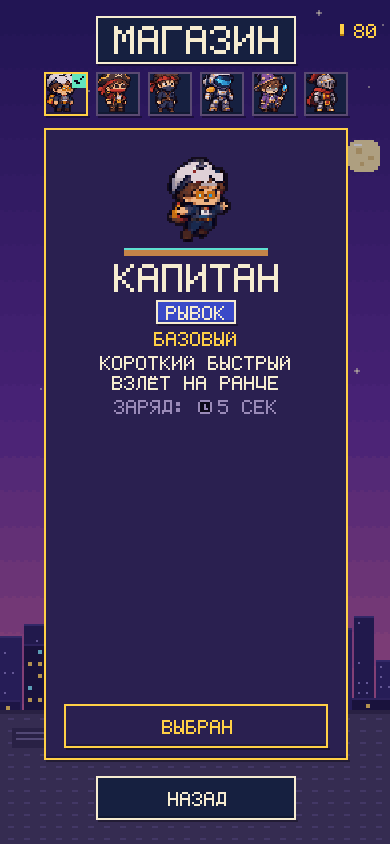 МАГАЗИН
80
КАПИТАН
РЫВОК
БАЗОВЫЙ
КОРОТКИЙ БЫСТРЫЙ
ВЗЛЁТ НА РАНЦЕ
ЗАРЯД: 5 СЕК
ВЫБРАН
НАЗАД